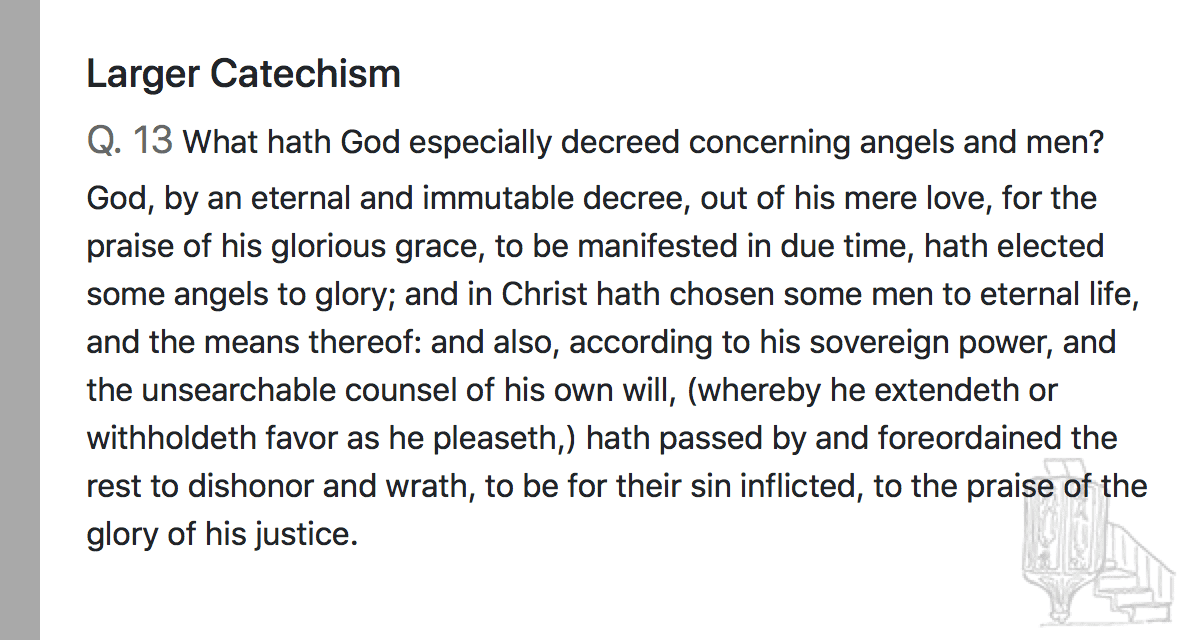 Larger Catechism
Q. 13 What hath God especially decreed concerning angels and men?
God, by an eternal and immutable decree, out of his mere love, for the
praise of his glorious grace, to be manifested in due time, hath elected
some angels to glory; and in Christ hath chosen some men to eternal life,
and the means thereof: and also, according to his sovereign power, and
the unsearchable counsel of his own will, (whereby he extendeth or
withholdeth favor as he pleaseth,) hath passed by and foreordained the
rest to dishonor and wrath, to be for their sin inflicted, to the praise of the
glory of his justice.